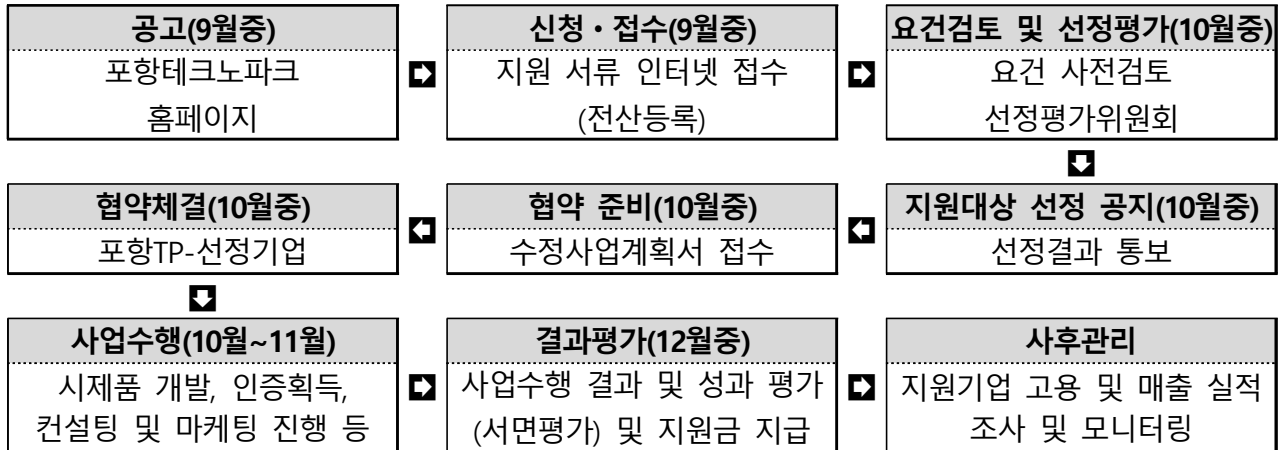 공고(9월중)
포항테크노파크
홈페이지
신청・접수(9월중)
지원 서류 인터넷 접수
(전산등록)
요건검토 및 선정평가(10월중)
요건 사전검토
선정평가위원회
지원대상 선정 공지(10월중)
선정결과 통보
협약 준비(10월중)
수정사업계획서 접수
협약체결(10월중)
포항TP-선정기업
사업수행(10월~11월)
시제품 개발, 인증획득,
컨설팅 및 마케팅 진행 등
결과평가(12월중)
사업수행 결과 및 성과 평가
(서면평가) 및 지원금 지급
사후관리
지원기업 고용 및 매출 실적
조사 및 모니터링